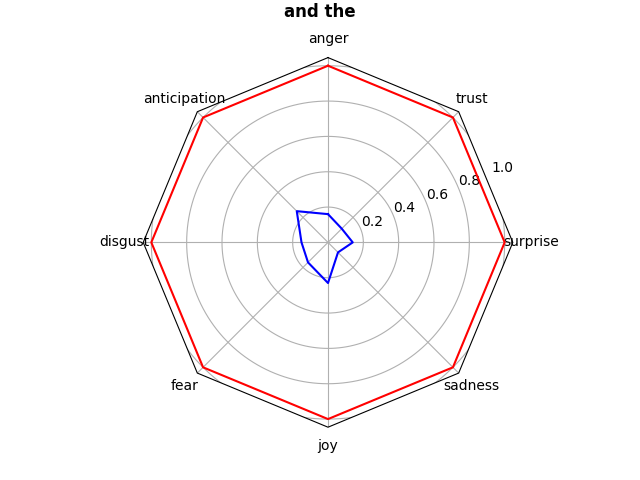 and the
anger
anticipation
trust
1.0
0.8
0.6
0.4
0.2
disgust
surprise
fear
sadness
joy